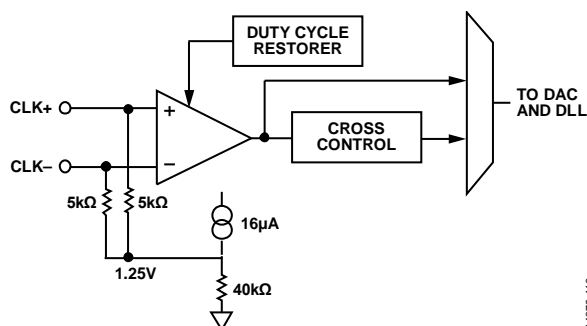 DUTY CYCLE
RESTORER
CLK+
CLK–
+
–
CROSS
CONTROL
TO DAC
AND DLL
5kΩ
5kΩ
16µA
1.25V
40kΩ